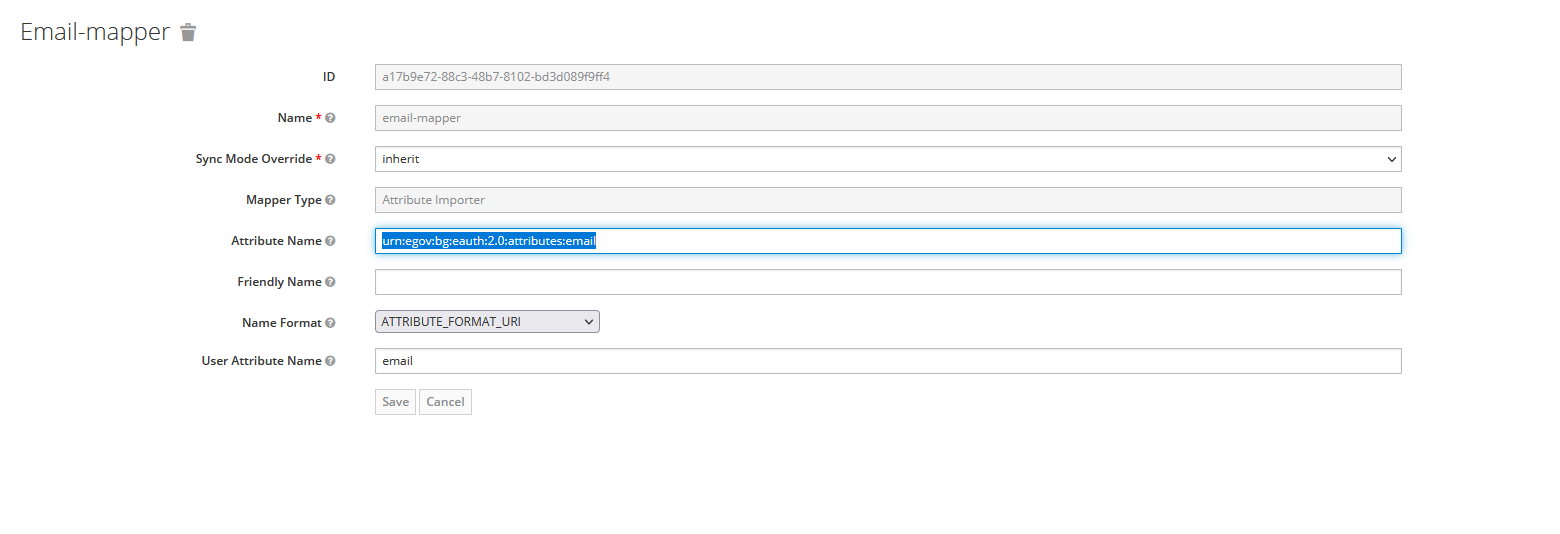 Email-mapper
ID a17b9e72-88c3-48b7-8102-bd3d089f9ff4
Name * email-mapper
Sync Mode Override * inherit
Mapper Type Attribute Importer
Attribute Name urn:egov:bg:eauth:2.0:attributes:email
Friendly Name
Name Format ATTRIBUTE_FORMAT_URI
User Attribute Name email
Save Cancel